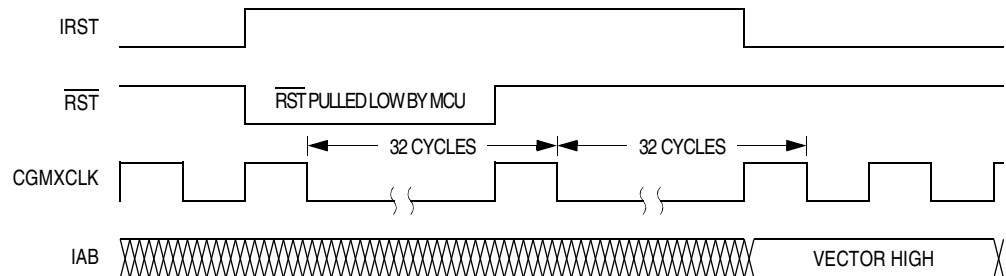 IRST
RST
RST PULLED LOW BY MCU
32 CYCLES
32 CYCLES
CGMXCLK
IAB
VECTOR HIGH